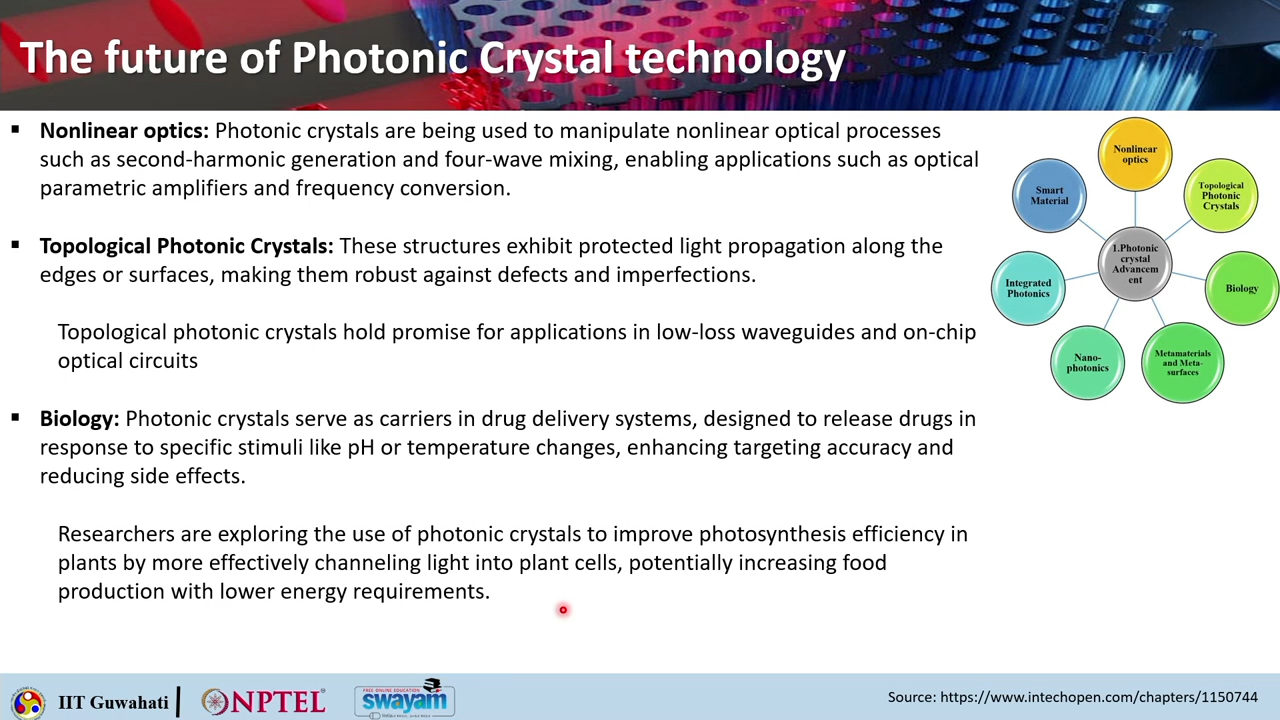 The future of Photonic Crystal technology
▪ Nonlinear optics: Photonic crystals are being used to manipulate nonlinear optical processes
such as second-harmonic generation and four-wave mixing, enabling applications such as optical
parametric amplifiers and frequency conversion.
▪ Topological Photonic Crystals: These structures exhibit protected light propagation along the
edges or surfaces, making them robust against defects and imperfections.
Topological photonic crystals hold promise for applications in low-loss waveguides and on-chip
optical circuits
▪ Biology: Photonic crystals serve as carriers in drug delivery systems, designed to release drugs in
response to specific stimuli like pH or temperature changes, enhancing targeting accuracy and
reducing side effects.
Researchers are exploring the use of photonic crystals to improve photosynthesis efficiency in
plants by more effectively channeling light into plant cells, potentially increasing food
production with lower energy requirements.
Nonlinear
optics
Topological
Photonic
Crystals
Biology
Metamaterials
and Meta-
surfaces
Nano-
photonics
Integrated
Photonics
Smart
Material
1.Photonic
crystal
Advancem
ent
IIT Guwahati
NPTEL
FREE ONLINE EDUCATION
swayam
Source: https://www.intechopen.com/chapters/1150744